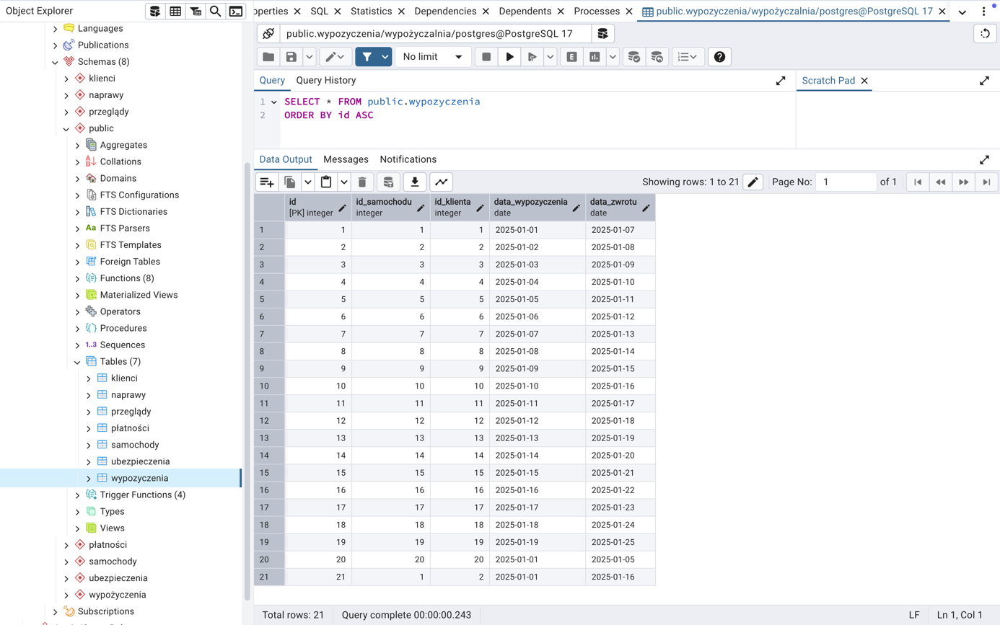 Object Explorer
operties
SQL
Statistics
Dependencies
Dependents
Processes
public.wypozyczenia/wypożyczalnia/postgres@PostgreSQL 17
Languages
Publications
Schemas (8)
klienci
naprawy
przeglądy
public
Aggregates
Collations
Domains
FTS Configurations
FTS Dictionaries
Aa FTS Parsers
FTS Templates
Foreign Tables
Functions (8)
Materialized Views
Operators
Procedures
1..3 Sequences
Tables (7)
klienci
naprawy
przeglądy
płatności
samochody
ubezpieczenia
wypozyczenia
Trigger Functions (4)
Types
Views
płatności
samochody
ubezpieczenia
wypożyczenia
Subscriptions
public.wypozyczenia/wypożyczalnia/postgres@PostgreSQL 17
No limit
E
Query Query History
Scratch Pad
1 SELECT * FROM public.wypozyczenia
2 ORDER BY id ASC
Data Output Messages Notifications
Showing rows: 1 to 21 Page No: 1 of 1
id id_samochodu id_klienta data_wypozyczenia data_zwrotu
[PK] integer integer integer date date
1 1 1 1 2025-01-01 2025-01-07
2 2 2 2 2025-01-02 2025-01-08
3 3 3 3 2025-01-03 2025-01-09
4 4 4 4 2025-01-04 2025-01-10
5 5 5 5 2025-01-05 2025-01-11
6 6 6 6 2025-01-06 2025-01-12
7 7 7 7 2025-01-07 2025-01-13
8 8 8 8 2025-01-08 2025-01-14
9 9 9 9 2025-01-09 2025-01-15
10 10 10 10 2025-01-10 2025-01-16
11 11 11 11 2025-01-11 2025-01-17
12 12 12 12 2025-01-12 2025-01-18
13 13 13 13 2025-01-13 2025-01-19
14 14 14 14 2025-01-14 2025-01-20
15 15 15 15 2025-01-15 2025-01-21
16 16 16 16 2025-01-16 2025-01-22
17 17 17 17 2025-01-17 2025-01-23
18 18 18 18 2025-01-18 2025-01-24
19 19 19 19 2025-01-19 2025-01-25
20 20 20 20 2025-01-01 2025-01-05
21 21 1 2 2025-01-01 2025-01-16
Total rows: 21 Query complete 00:00:00.243 LF Ln 1, Col 1